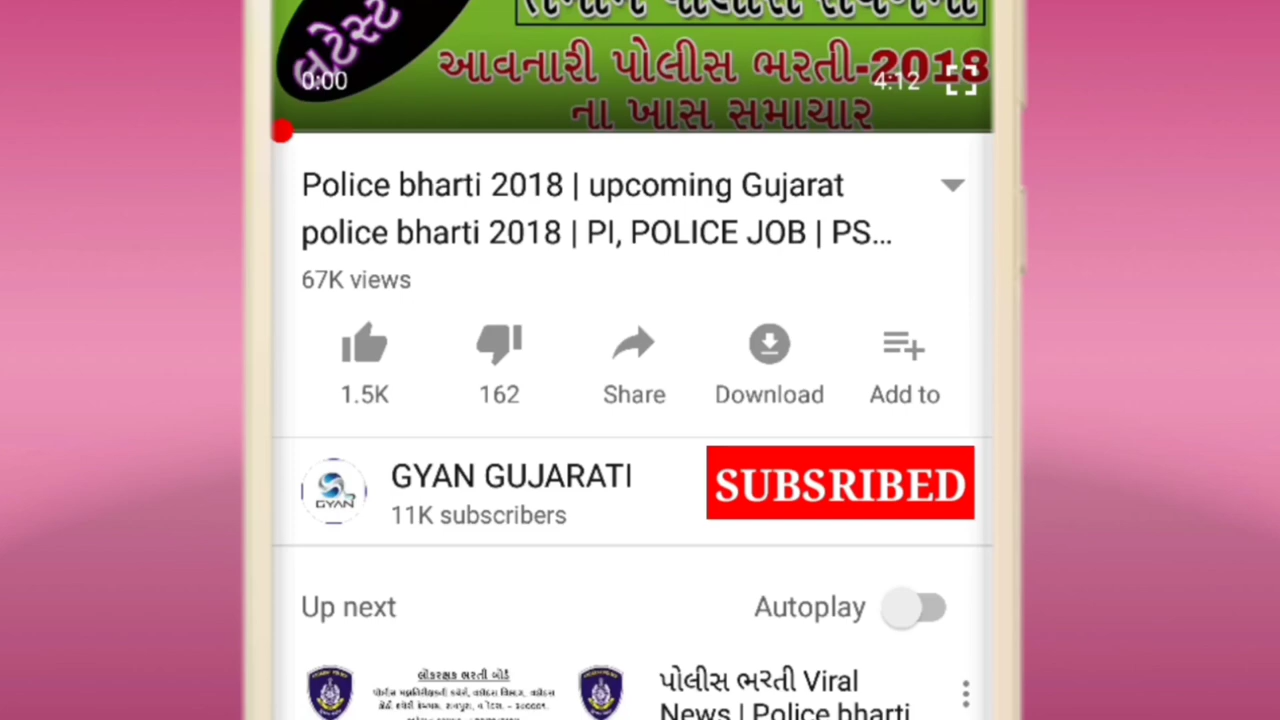 લેટેસ્ટ
તમામ પોલીસ
આવનારી પોલીસ ભરતી-2018
ના ખાસ સમાચાર
0:00
4:12
Police bharti 2018 | upcoming Gujarat
police bharti 2018 | PI, POLICE JOB | PS...
67K views
1.5K
162
Share
Download
Add to
GYAN
GYAN GUJARATI
11K subscribers
SUBSRIBED
Up next
Autoplay
લોકરક્ષક ભરતી બોર્ડ
પોલીસ ભરતી Viral
News | Police bharti